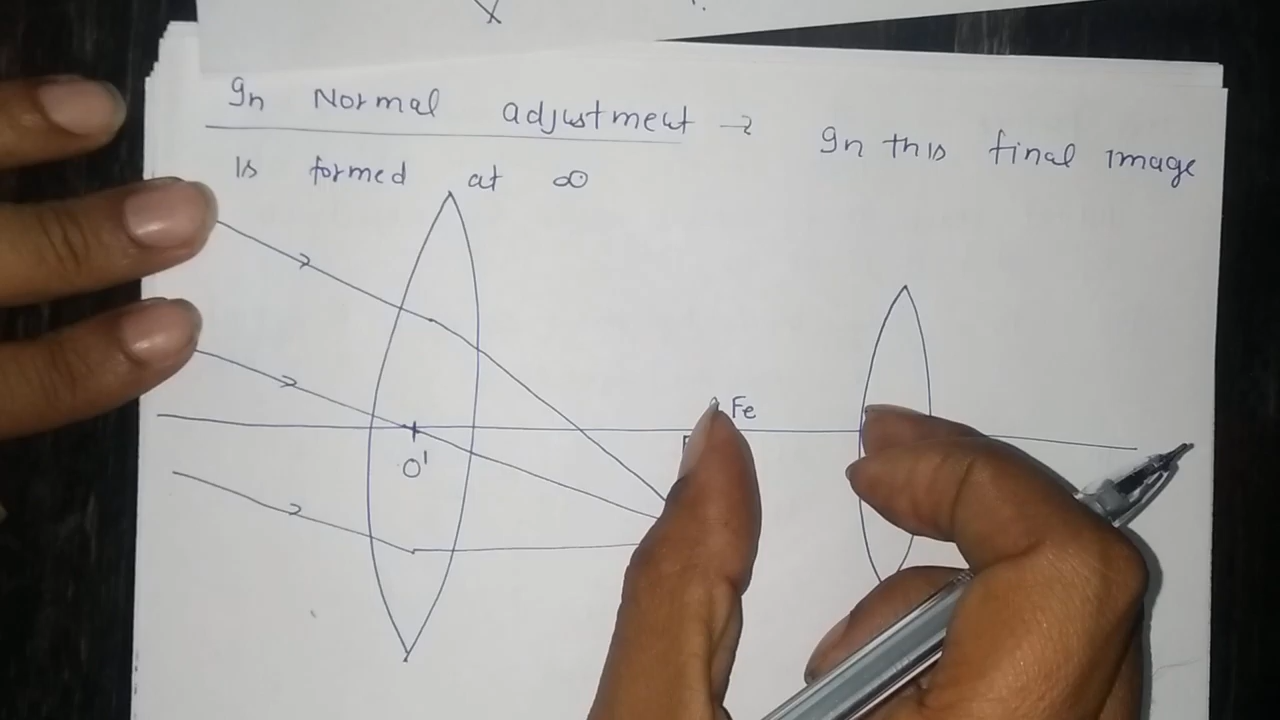 In Normal adjustment → In this final image
is formed at ∞
Fe
O'